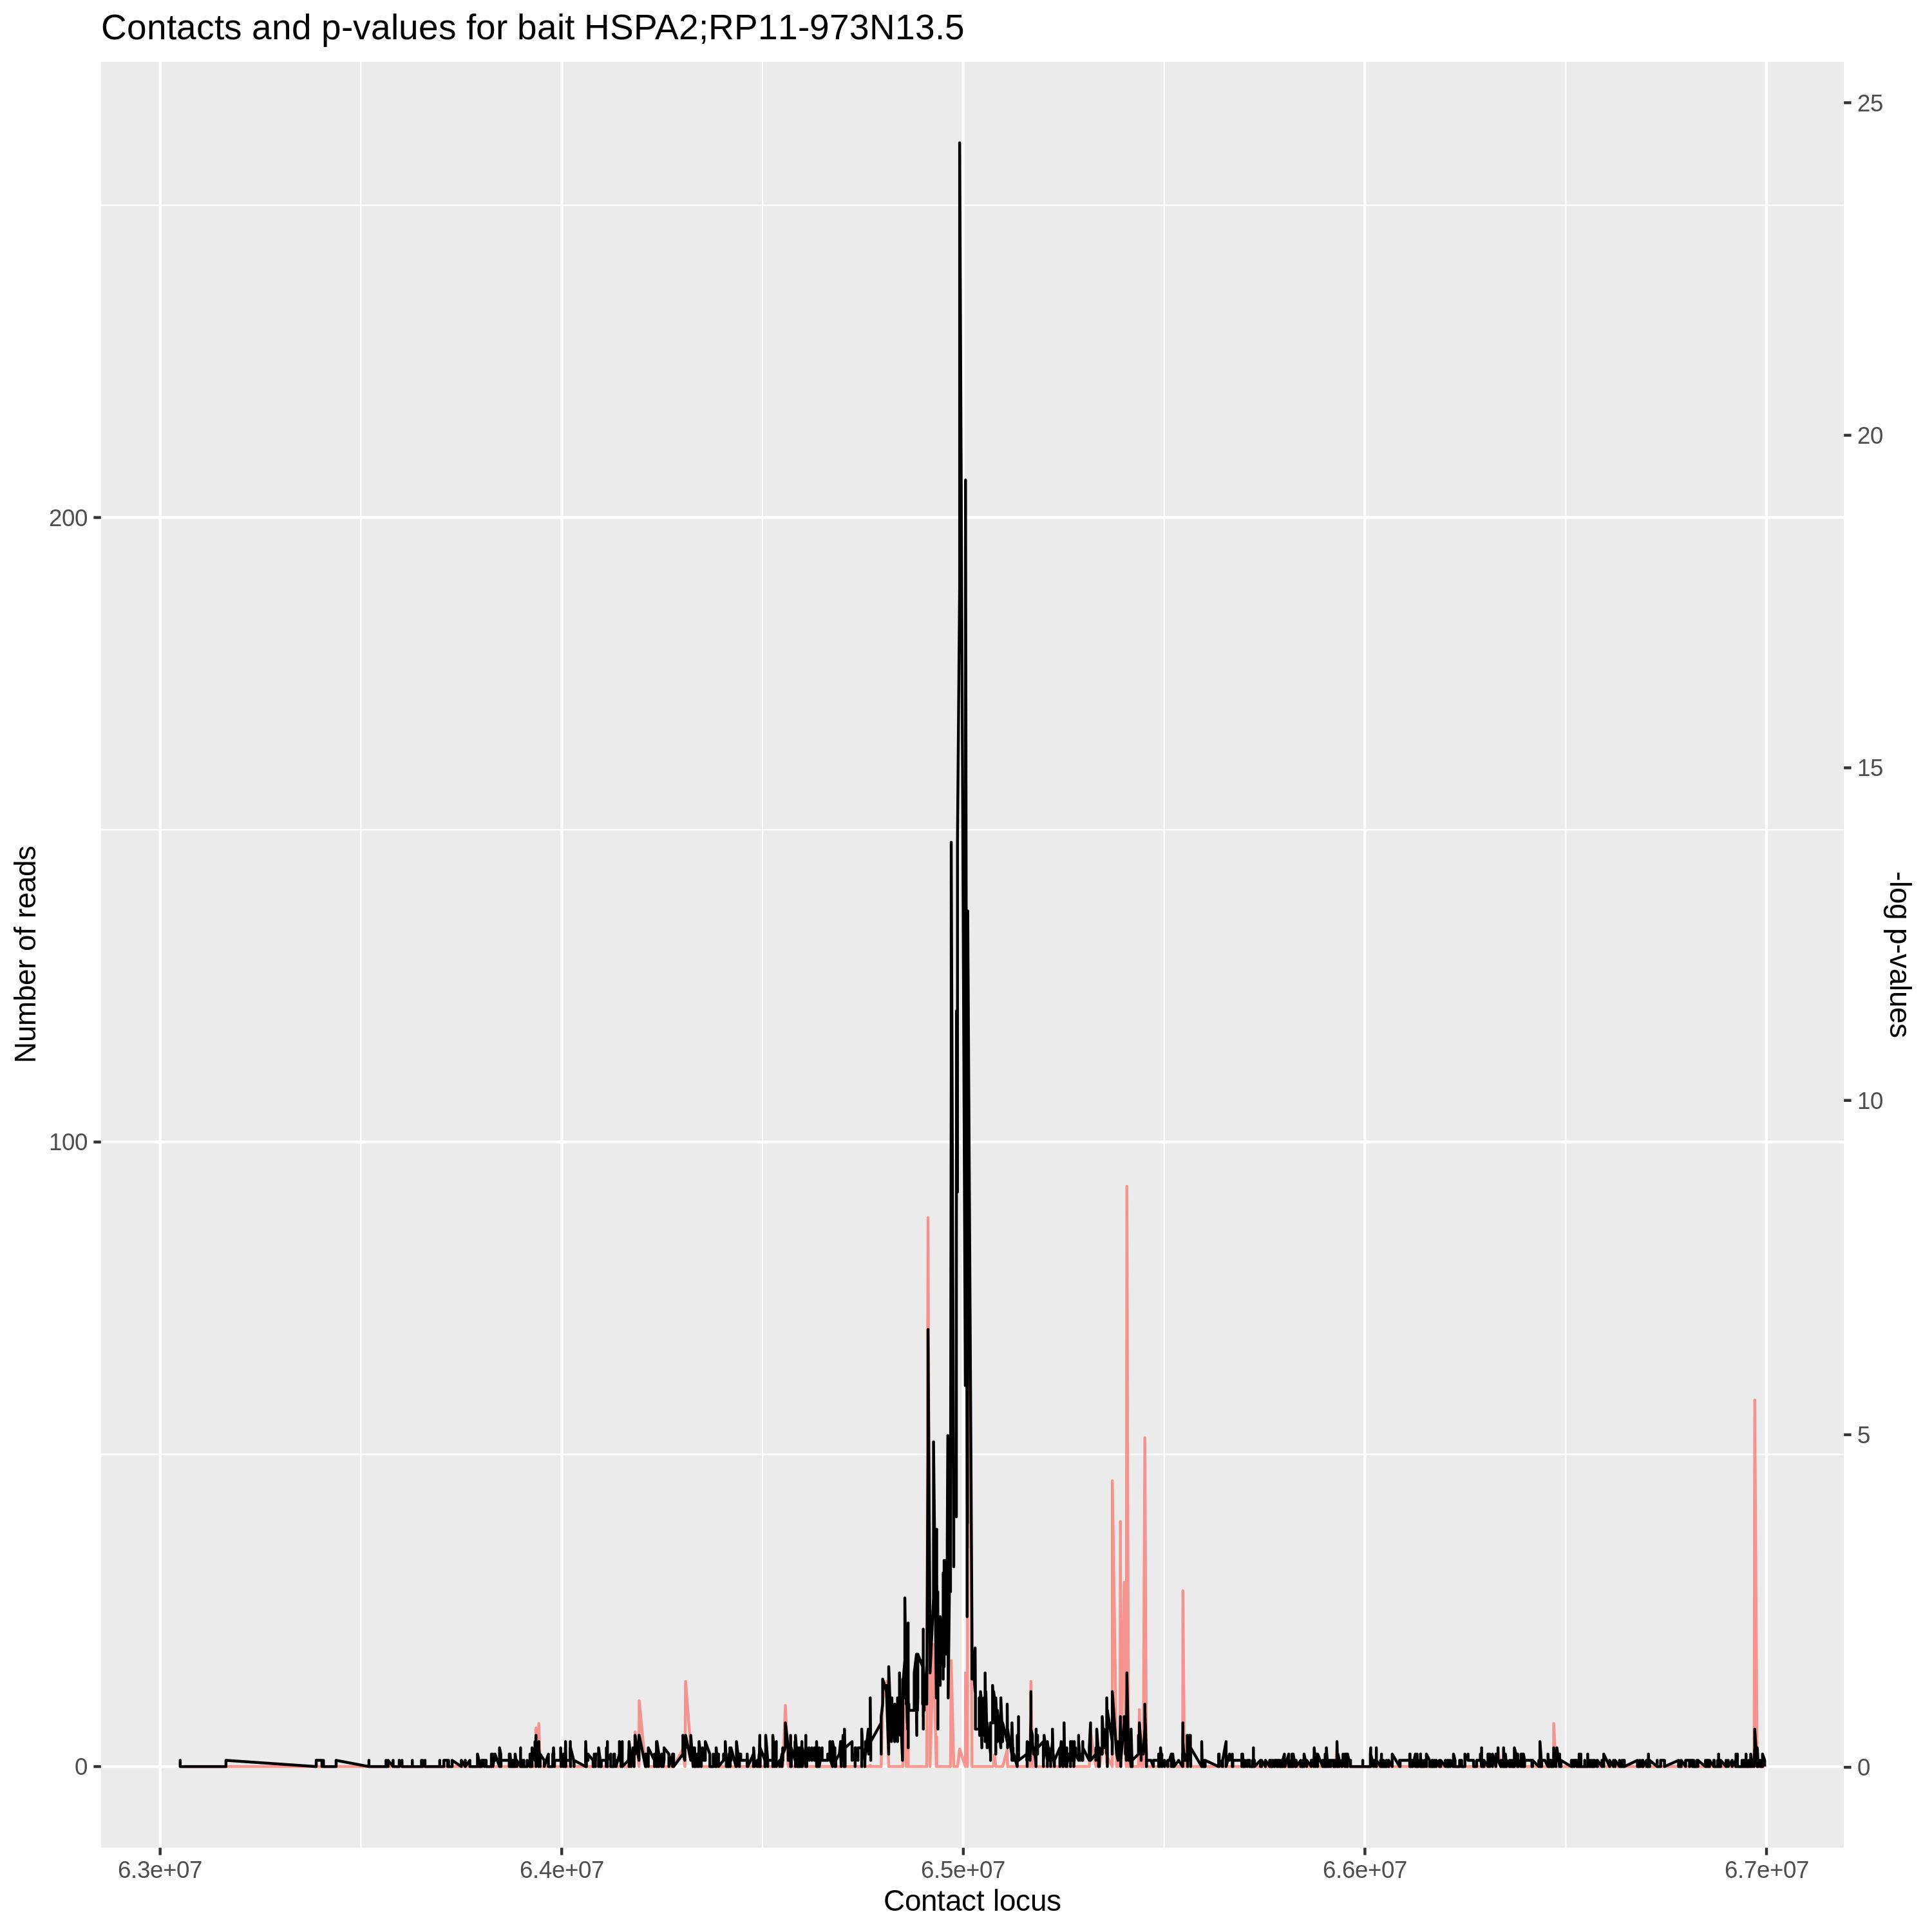 Contacts and p-values for bait HSPA2;RP11-973N13.5
25
20
200
15
Number of reads
-log p-values
10
100
5
0
0
6.3e+07
6.4e+07
6.5e+07
6.6e+07
6.7e+07
Contact locus